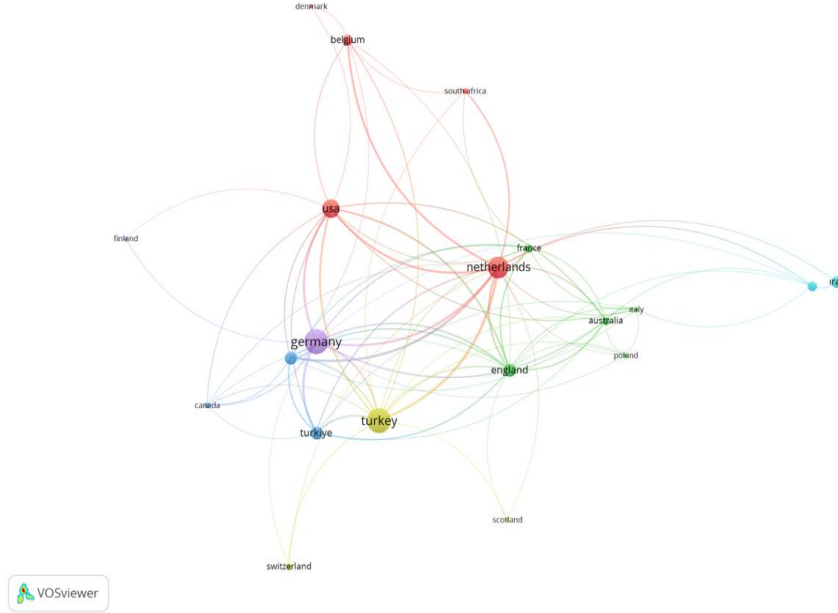 denmark
belgium
southafrica
usa
finland
france
netherlands
italy
australia
poland
germany
england
canada
turkey
turkiye
scotland
switzerland
VOSviewer